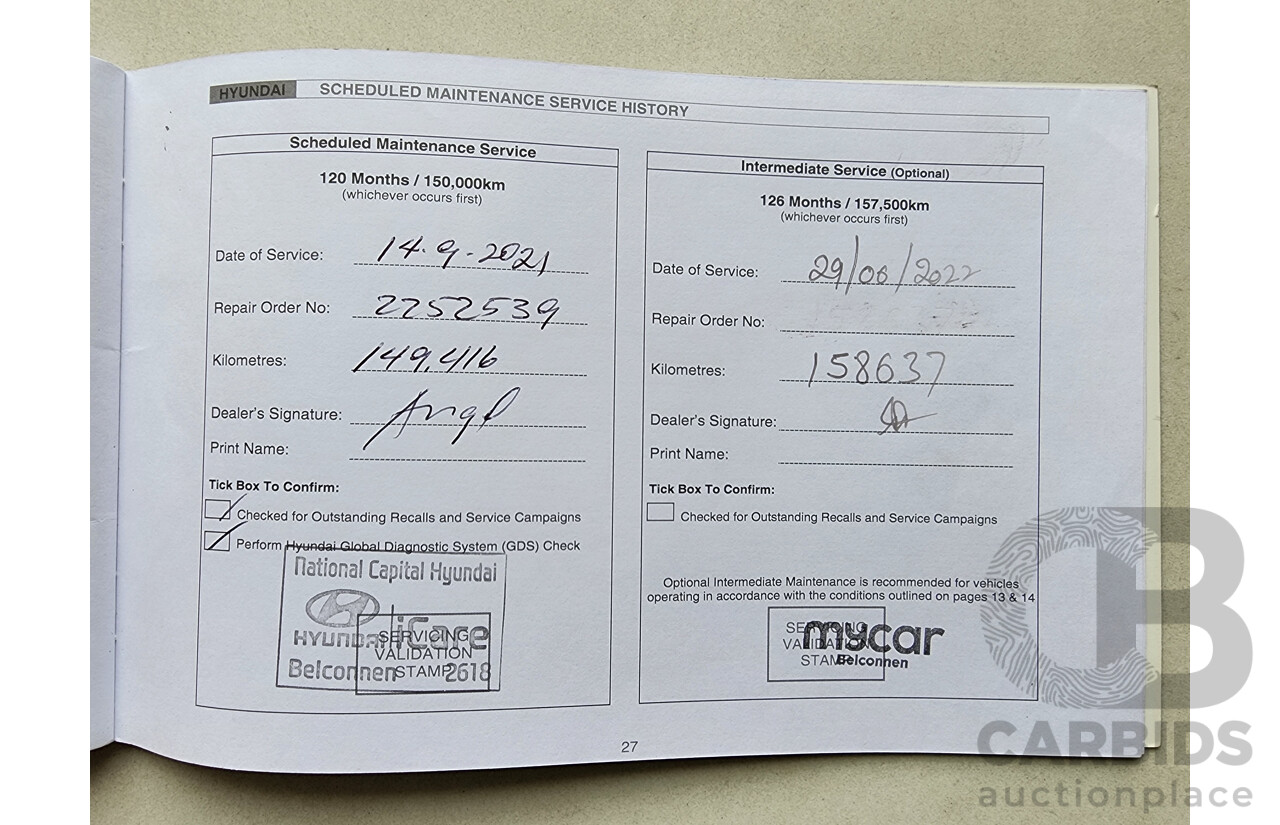 HYUNDAI SCHEDULED MAINTENANCE SERVICE HISTORY
Scheduled Maintenance Service
120 Months / 150,000km
(whichever occurs first)
Date of Service: 14.9-2021
Repair Order No: 2252539
Kilometres: 149,416
Dealer's Signature:
Print Name:
Tick Box To Confirm:
Checked for Outstanding Recalls and Service Campaigns
Perform Hyundai Global Diagnostic System (GDS) Check
National Capital Hyundai
HYUNDAI iCare
Belconnen 2618
SERVICING
VALIDATION
STAMP
Intermediate Service (Optional)
126 Months / 157,500km
(whichever occurs first)
Date of Service: 29/06/2022
Repair Order No:
Kilometres: 158637
Dealer's Signature:
Print Name:
Tick Box To Confirm:
Checked for Outstanding Recalls and Service Campaigns
Optional Intermediate Maintenance is recommended for vehicles
operating in accordance with the conditions outlined on pages 13 & 14
SERVICING
VALIDATION
STAMP
mycar
Belconnen
27
CB
CARBIDS
auctionplace